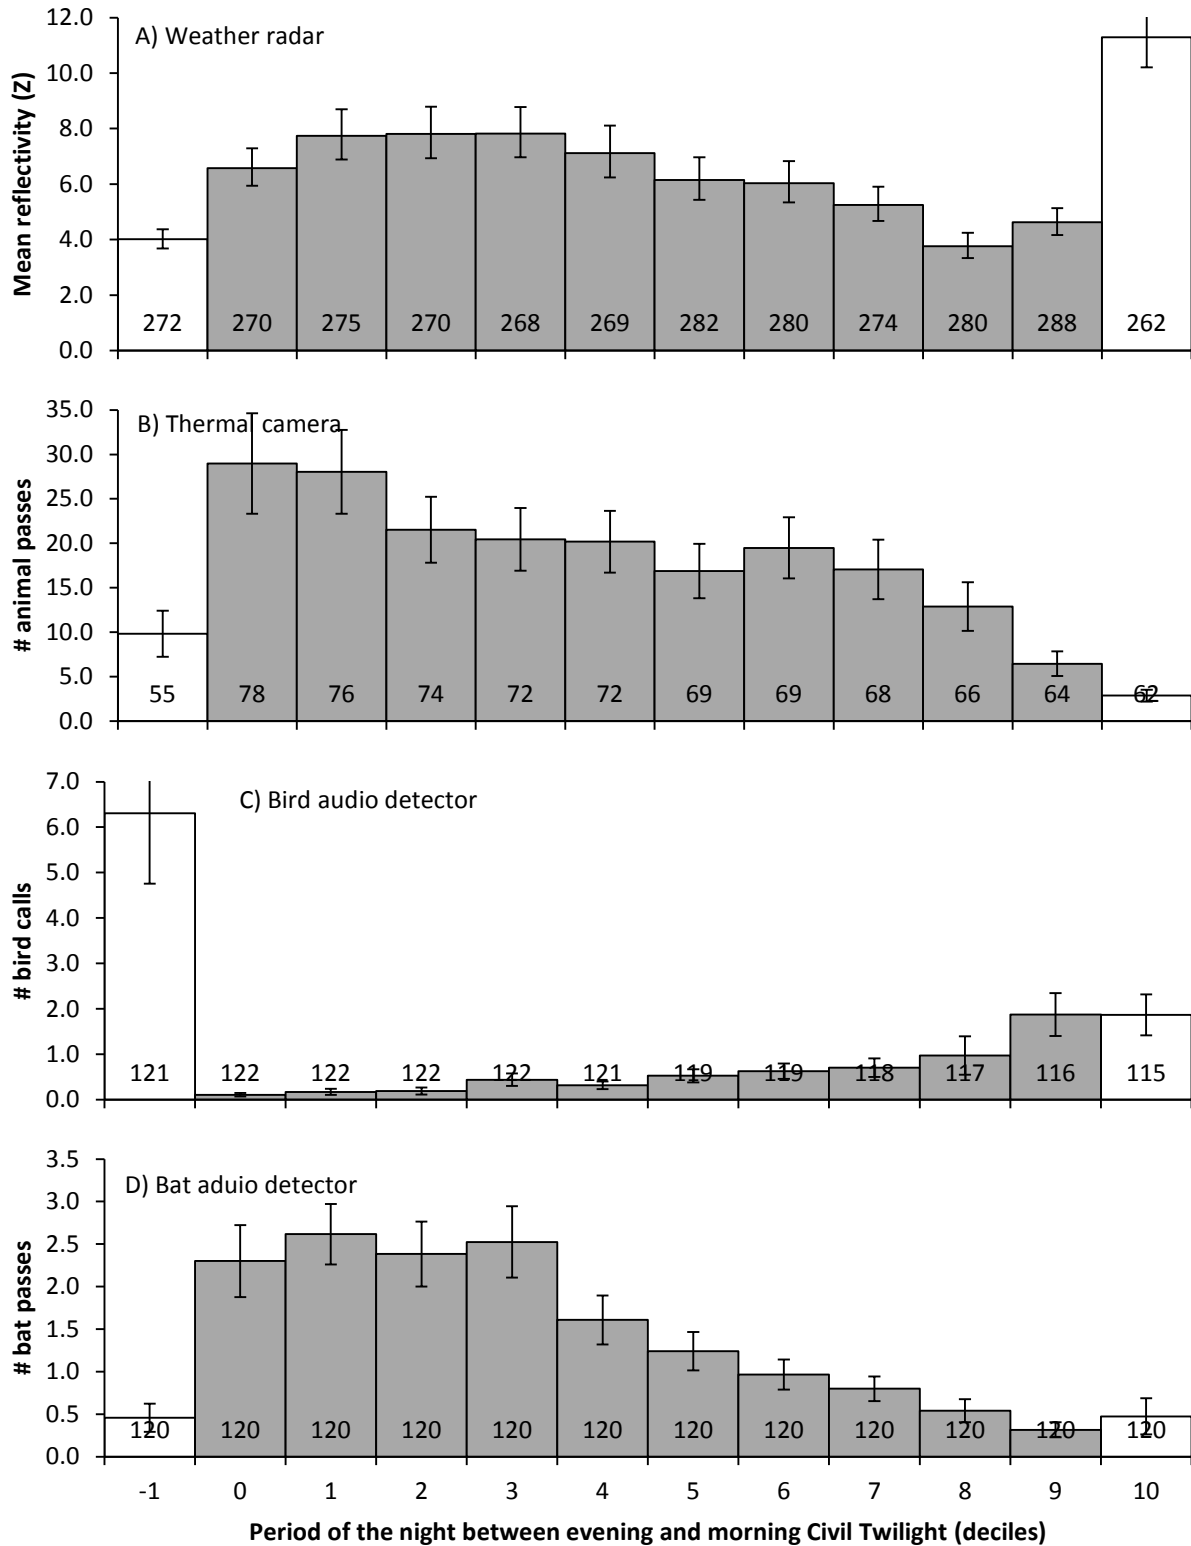 A) Weather radar
Mean reflectivity (Z)
12.0
10.0
8.0
6.0
4.0
2.0
0.0
272 270 275 270 268 269 282 280 274 280 288 262
B) Thermal camera
# animal passes
35.0
30.0
25.0
20.0
15.0
10.0
5.0
0.0
55 78 76 74 72 72 69 69 68 66 64 62
C) Bird audio detector
# bird calls
7.0
6.0
5.0
4.0
3.0
2.0
1.0
0.0
121 122 122 122 122 121 119 119 118 117 116 115
D) Bat aduio detector
# bat passes
3.5
3.0
2.5
2.0
1.5
1.0
0.5
0.0
120 120 120 120 120 120 120 120 120 120 120 120
-1 0 1 2 3 4 5 6 7 8 9 10
Period of the night between evening and morning Civil Twilight (deciles)